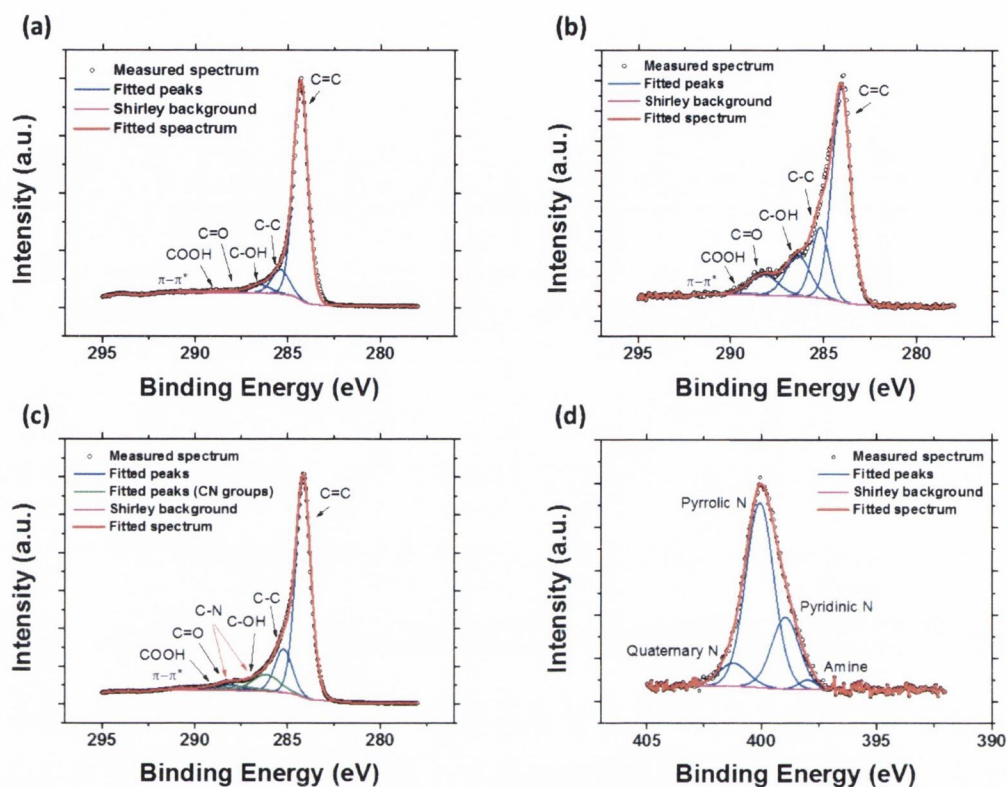 (a)
Measured spectrum
Fitted peaks
Shirley background
Fitted speactrum
C=C
C-C
C-OH
C=O
COOH
π–π*
Intensity (a.u.)
295 290 285 280
Binding Energy (eV)
(b)
Measured spectrum
Fitted peaks
Shirley background
Fitted spectrum
C=C
C-C
C-OH
C=O
COOH
π–π*
Intensity (a.u.)
295 290 285 280
Binding Energy (eV)
(c)
Measured spectrum
Fitted peaks
Fitted peaks (CN groups)
Shirley background
Fitted spectrum
C=C
C-C
C-N
C-OH
C=O
COOH
π–π*
Intensity (a.u.)
295 290 285 280
Binding Energy (eV)
(d)
Measured spectrum
Fitted peaks
Shirley background
Fitted spectrum
Pyrrolic N
Pyridinic N
Quaternary N
Amine
Intensity (a.u.)
405 400 395 390
Binding Energy (eV)